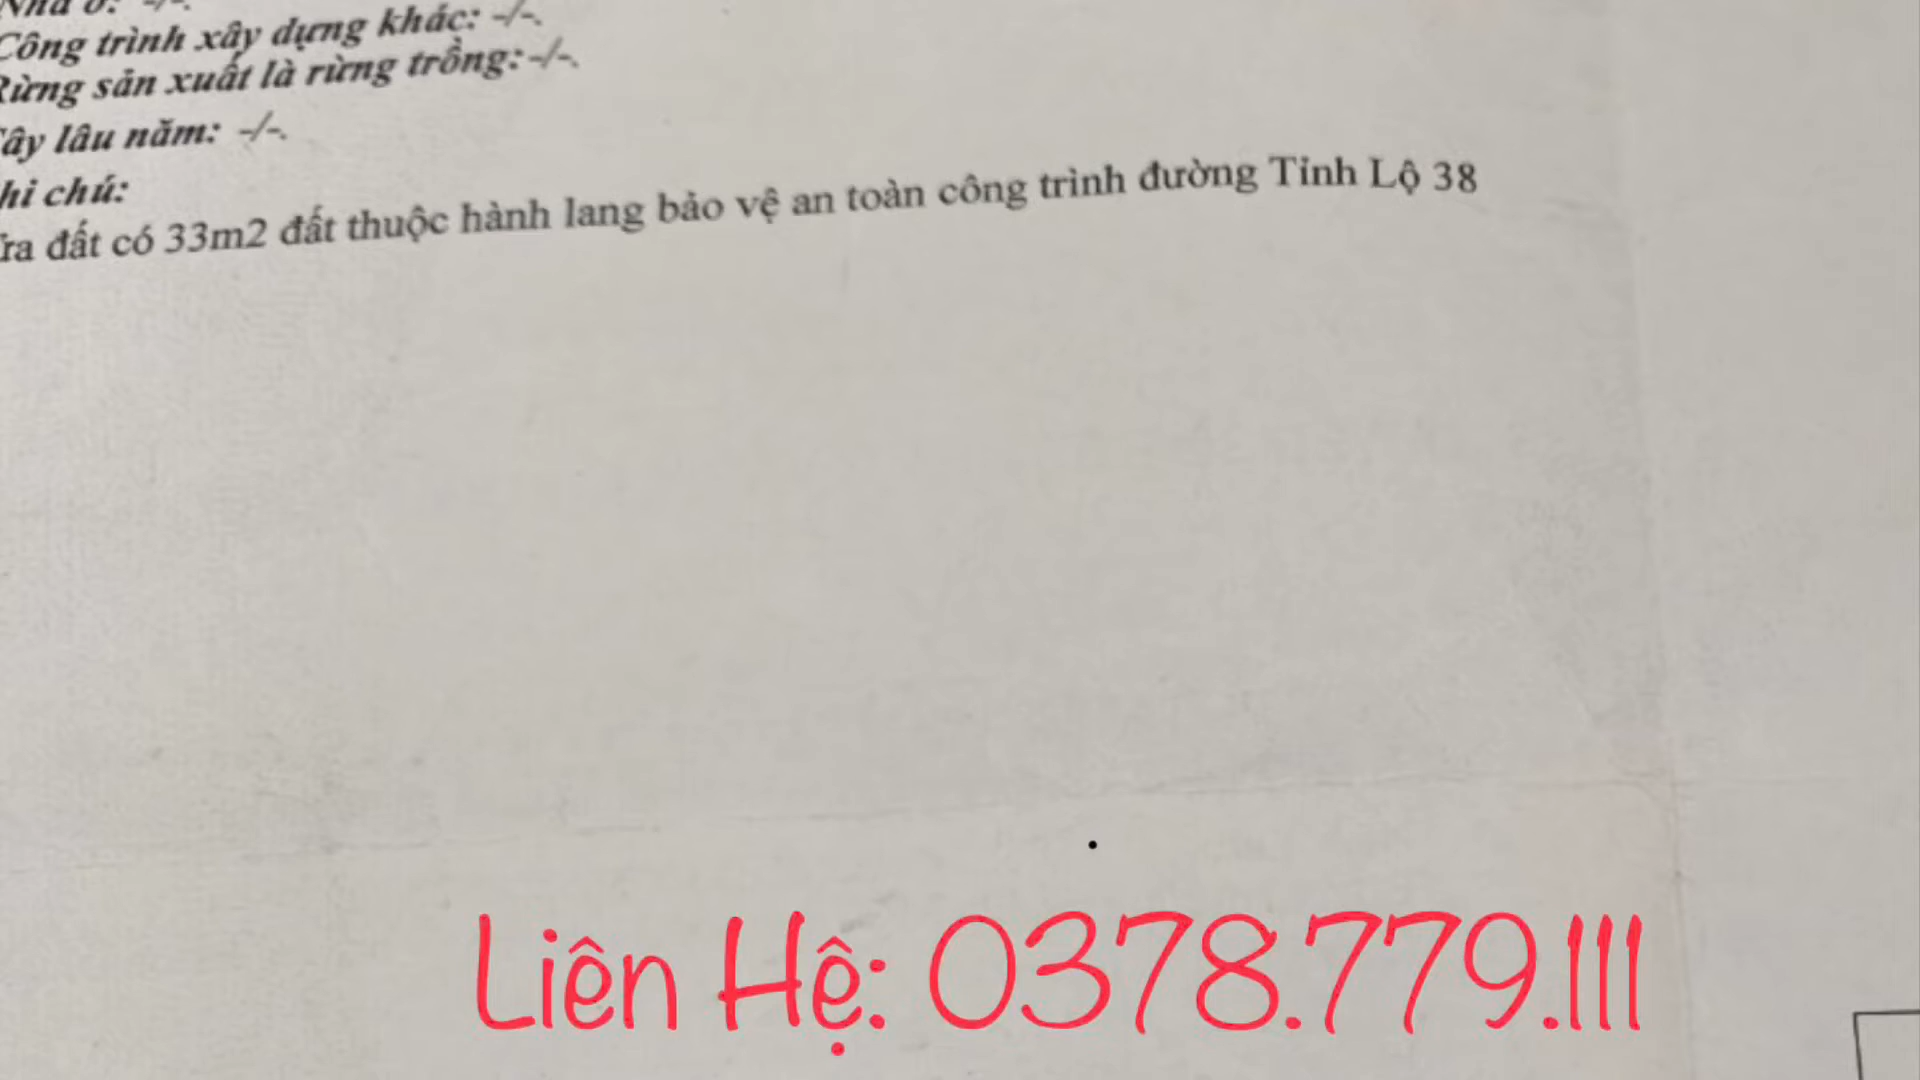 Nhà ở: -/-.
Công trình xây dựng khác: -/-.
Rừng sản xuất là rừng trồng: -/-.
ây lâu năm: -/-.
hi chú:
ửa đất có 33m2 đất thuộc hành lang bảo vệ an toàn công trình đường Tỉnh Lộ 38
Liên Hệ: 0378.779.111